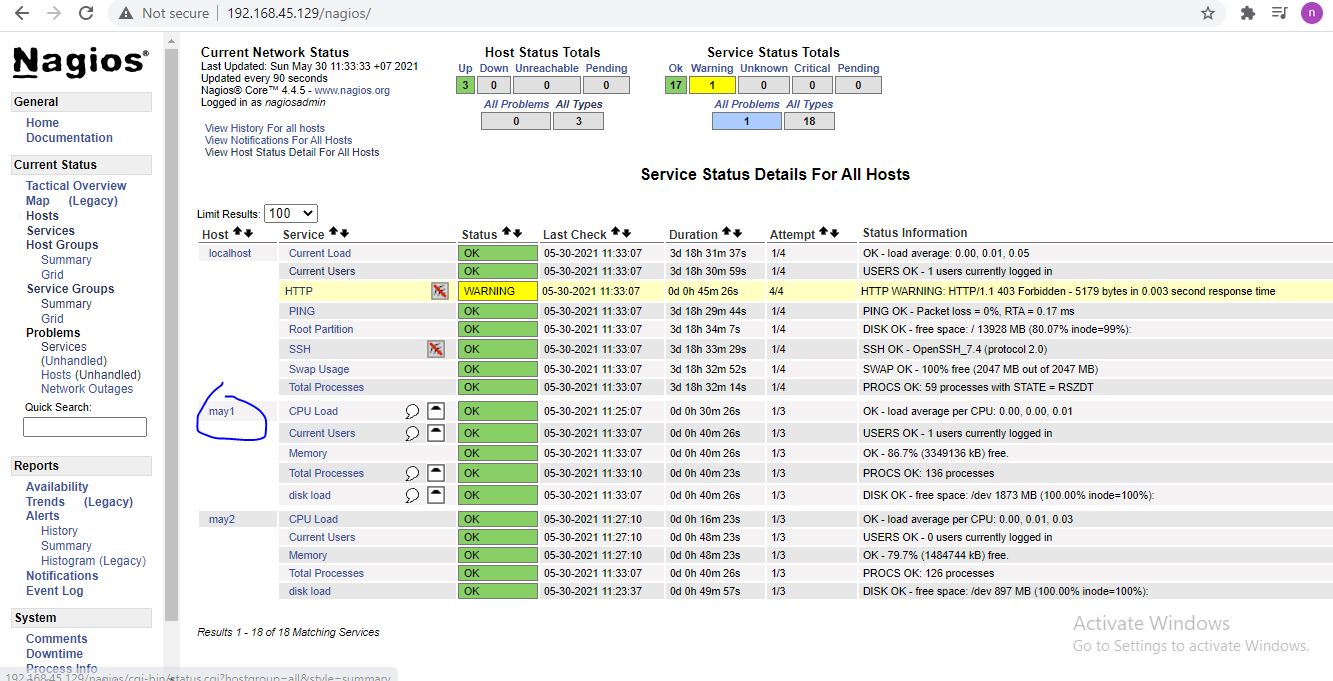 Not secure | 192.168.45.129/nagios/
n
Nagios®
General
Home
Documentation
Current Status
Tactical Overview
Map (Legacy)
Hosts
Services
Host Groups
Summary
Grid
Service Groups
Summary
Grid
Problems
Services
(Unhandled)
Hosts (Unhandled)
Network Outages
Quick Search:
Reports
Availability
Trends (Legacy)
Alerts
History
Summary
Histogram (Legacy)
Notifications
Event Log
System
Comments
Downtime
Process Info
192.168.45.129/nagios/cgi-bin/status.cgi?hostgroup=all&style=summary
Current Network Status
Last Updated: Sun May 30 11:33:33 +07 2021
Updated every 90 seconds
Nagios® Core™ 4.4.5 - www.nagios.org
Logged in as nagiosadmin
View History For all hosts
View Notifications For All Hosts
View Host Status Detail For All Hosts
Host Status Totals
Up Down Unreachable Pending
3 0 0 0
All Problems All Types
0 3
Service Status Totals
Ok Warning Unknown Critical Pending
17 1 0 0 0
All Problems All Types
1 18
Service Status Details For All Hosts
Limit Results: 100
Host Service Status Last Check Duration Attempt Status Information
localhost Current Load OK 05-30-2021 11:33:07 3d 18h 31m 37s 1/4 OK - load average: 0.00, 0.01, 0.05
Current Users OK 05-30-2021 11:33:07 3d 18h 30m 59s 1/4 USERS OK - 1 users currently logged in
HTTP WARNING 05-30-2021 11:33:07 0d 0h 45m 26s 4/4 HTTP WARNING: HTTP/1.1 403 Forbidden - 5179 bytes in 0.003 second response time
PING OK 05-30-2021 11:33:07 3d 18h 29m 44s 1/4 PING OK - Packet loss = 0%, RTA = 0.17 ms
Root Partition OK 05-30-2021 11:33:07 3d 18h 34m 7s 1/4 DISK OK - free space: / 13928 MB (80.07% inode=99%):
SSH OK 05-30-2021 11:33:07 3d 18h 33m 29s 1/4 SSH OK - OpenSSH_7.4 (protocol 2.0)
Swap Usage OK 05-30-2021 11:33:07 3d 18h 32m 52s 1/4 SWAP OK - 100% free (2047 MB out of 2047 MB)
Total Processes OK 05-30-2021 11:33:07 3d 18h 32m 14s 1/4 PROCS OK: 59 processes with STATE = RSZDT
may1 CPU Load OK 05-30-2021 11:25:07 0d 0h 30m 26s 1/3 OK - load average per CPU: 0.00, 0.00, 0.01
Current Users OK 05-30-2021 11:33:07 0d 0h 40m 26s 1/3 USERS OK - 1 users currently logged in
Memory OK 05-30-2021 11:33:07 0d 0h 40m 26s 1/3 OK - 86.7% (3349136 kB) free.
Total Processes OK 05-30-2021 11:33:10 0d 0h 40m 23s 1/3 PROCS OK: 136 processes
disk load OK 05-30-2021 11:33:07 0d 0h 40m 26s 1/3 DISK OK - free space: /dev 1873 MB (100.00% inode=100%):
may2 CPU Load OK 05-30-2021 11:27:10 0d 0h 16m 23s 1/3 OK - load average per CPU: 0.00, 0.01, 0.03
Current Users OK 05-30-2021 11:27:10 0d 0h 48m 23s 1/3 USERS OK - 0 users currently logged in
Memory OK 05-30-2021 11:27:10 0d 0h 48m 23s 1/3 OK - 79.7% (1484744 kB) free.
Total Processes OK 05-30-2021 11:33:07 0d 0h 40m 26s 1/3 PROCS OK: 126 processes
disk load OK 05-30-2021 11:23:37 0d 0h 49m 57s 1/3 DISK OK - free space: /dev 897 MB (100.00% inode=100%):
Results 1 - 18 of 18 Matching Services
Activate Windows
Go to Settings to activate Windows.